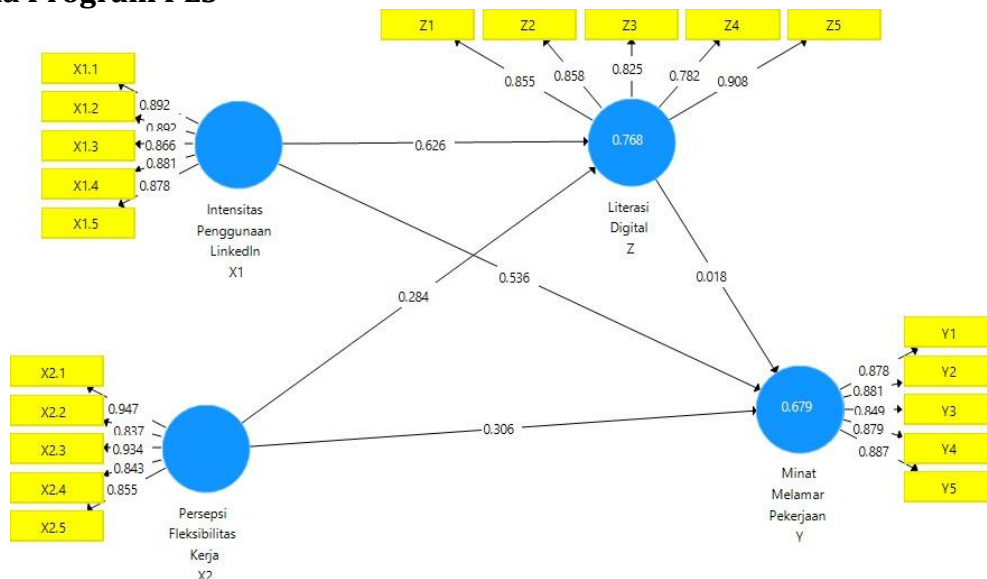 Program PLS
Z1
Z2
Z3
Z4
Z5
0.855
0.858
0.825
0.782
0.908
X1.1
X1.2
X1.3
X1.4
X1.5
0.892
0.892
0.866
0.881
0.878
Intensitas
Penggunaan
LinkedIn
X1
0.626
0.768
Literasi
Digital
Z
0.536
0.284
0.018
X2.1
X2.2
X2.3
X2.4
X2.5
0.947
0.837
0.934
0.843
0.855
Persepsi
Fleksibilitas
Kerja
X2
0.306
0.679
Minat
Melamar
Pekerjaan
Y
0.878
0.881
0.849
0.879
0.887
Y1
Y2
Y3
Y4
Y5